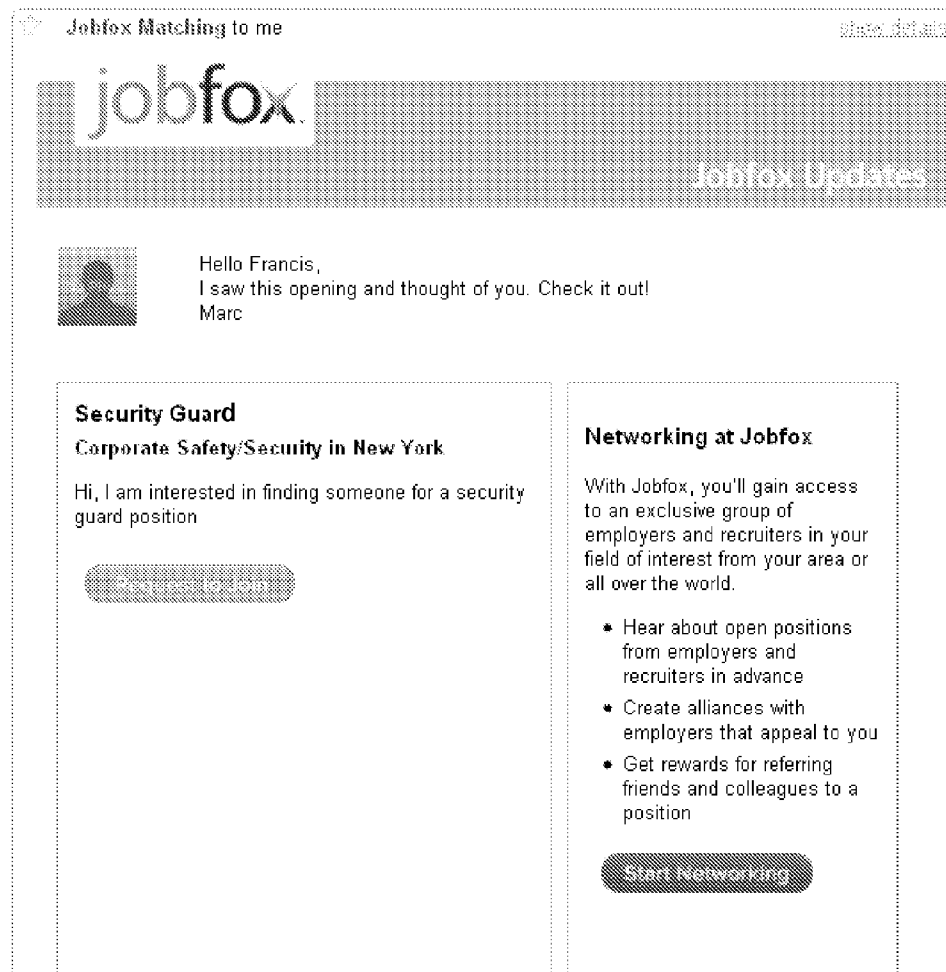 Jobfox Matching to me
show details
jobfox.
Jobfox Updates
Hello Francis,
I saw this opening and thought of you. Check it out!
Marc
Security Guard
Corporate Safety/Security in New York
Hi, I am interested in finding someone for a security
guard position
Request to Join
Networking at Jobfox
With Jobfox, you'll gain access
to an exclusive group of
employers and recruiters in your
field of interest from your area or
all over the world.
• Hear about open positions
from employers and
recruiters in advance
• Create alliances with
employers that appeal to you
• Get rewards for referring
friends and colleagues to a
position
Start Networking